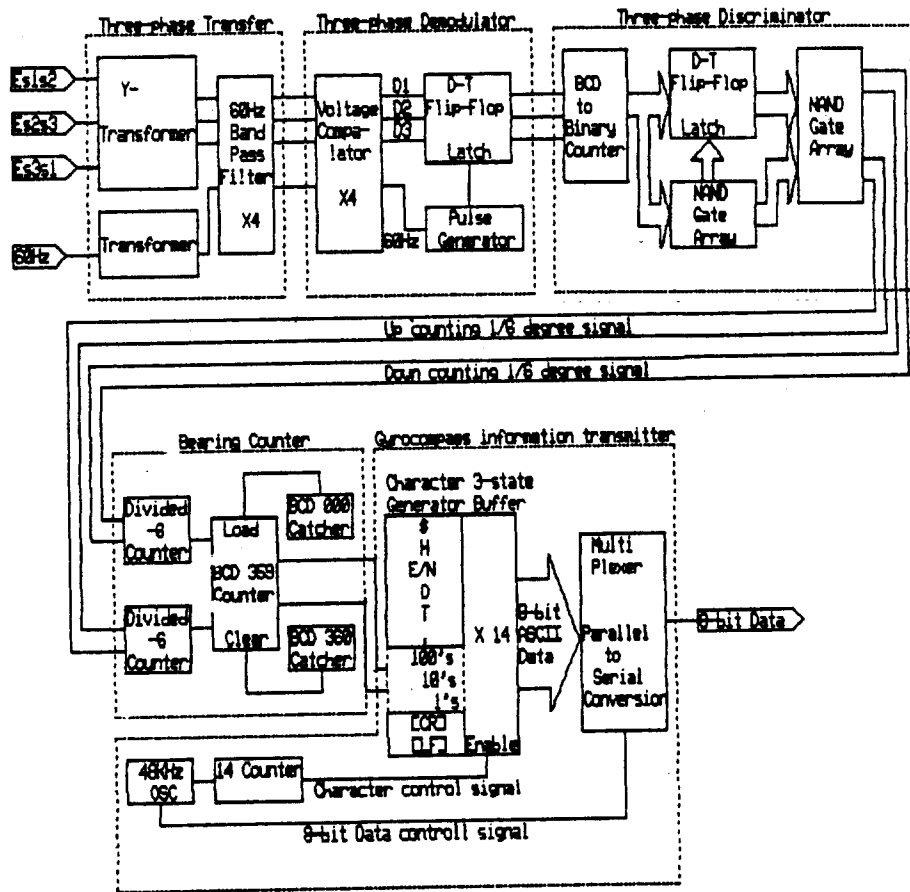 Three-phase Transfer
Three-phase Demodulator
Three-phase Discriminator
Es1s2
Es2s3
Es3s1
60Hz
Y-
Transformer
Transformer
60Hz
Band
Pass
Filter
X4
Voltage
Compa-
lator
X4
D1
D2
D3
60Hz
D-T
Flip-Flop
Latch
Pulse
Generator
BCD
to
Binary
Counter
D-T
Flip-Flop
Latch
NAND
Gate
Array
NAND
Gate
Array
Up counting 1/6 degree signal
Down counting 1/6 degree signal
Bearing Counter
Gyrocompass information transmitter
Divided
-6
Counter
Divided
-6
Counter
Load
BCD 359
Counter
Clear
BCD 000
Catcher
BCD 360
Catcher
Character 3-state
Generator Buffer
$
H
E/N
D
T
,
100's
10's
1's
[CR]
[LF]
X 14
Enable
8-bit
ASCII
Data
Multi
Plexer
Parallel
to
Serial
Conversion
8-bit Data
48KHz
OSC
14 Counter
Character control signal
8-bit Data controll signal